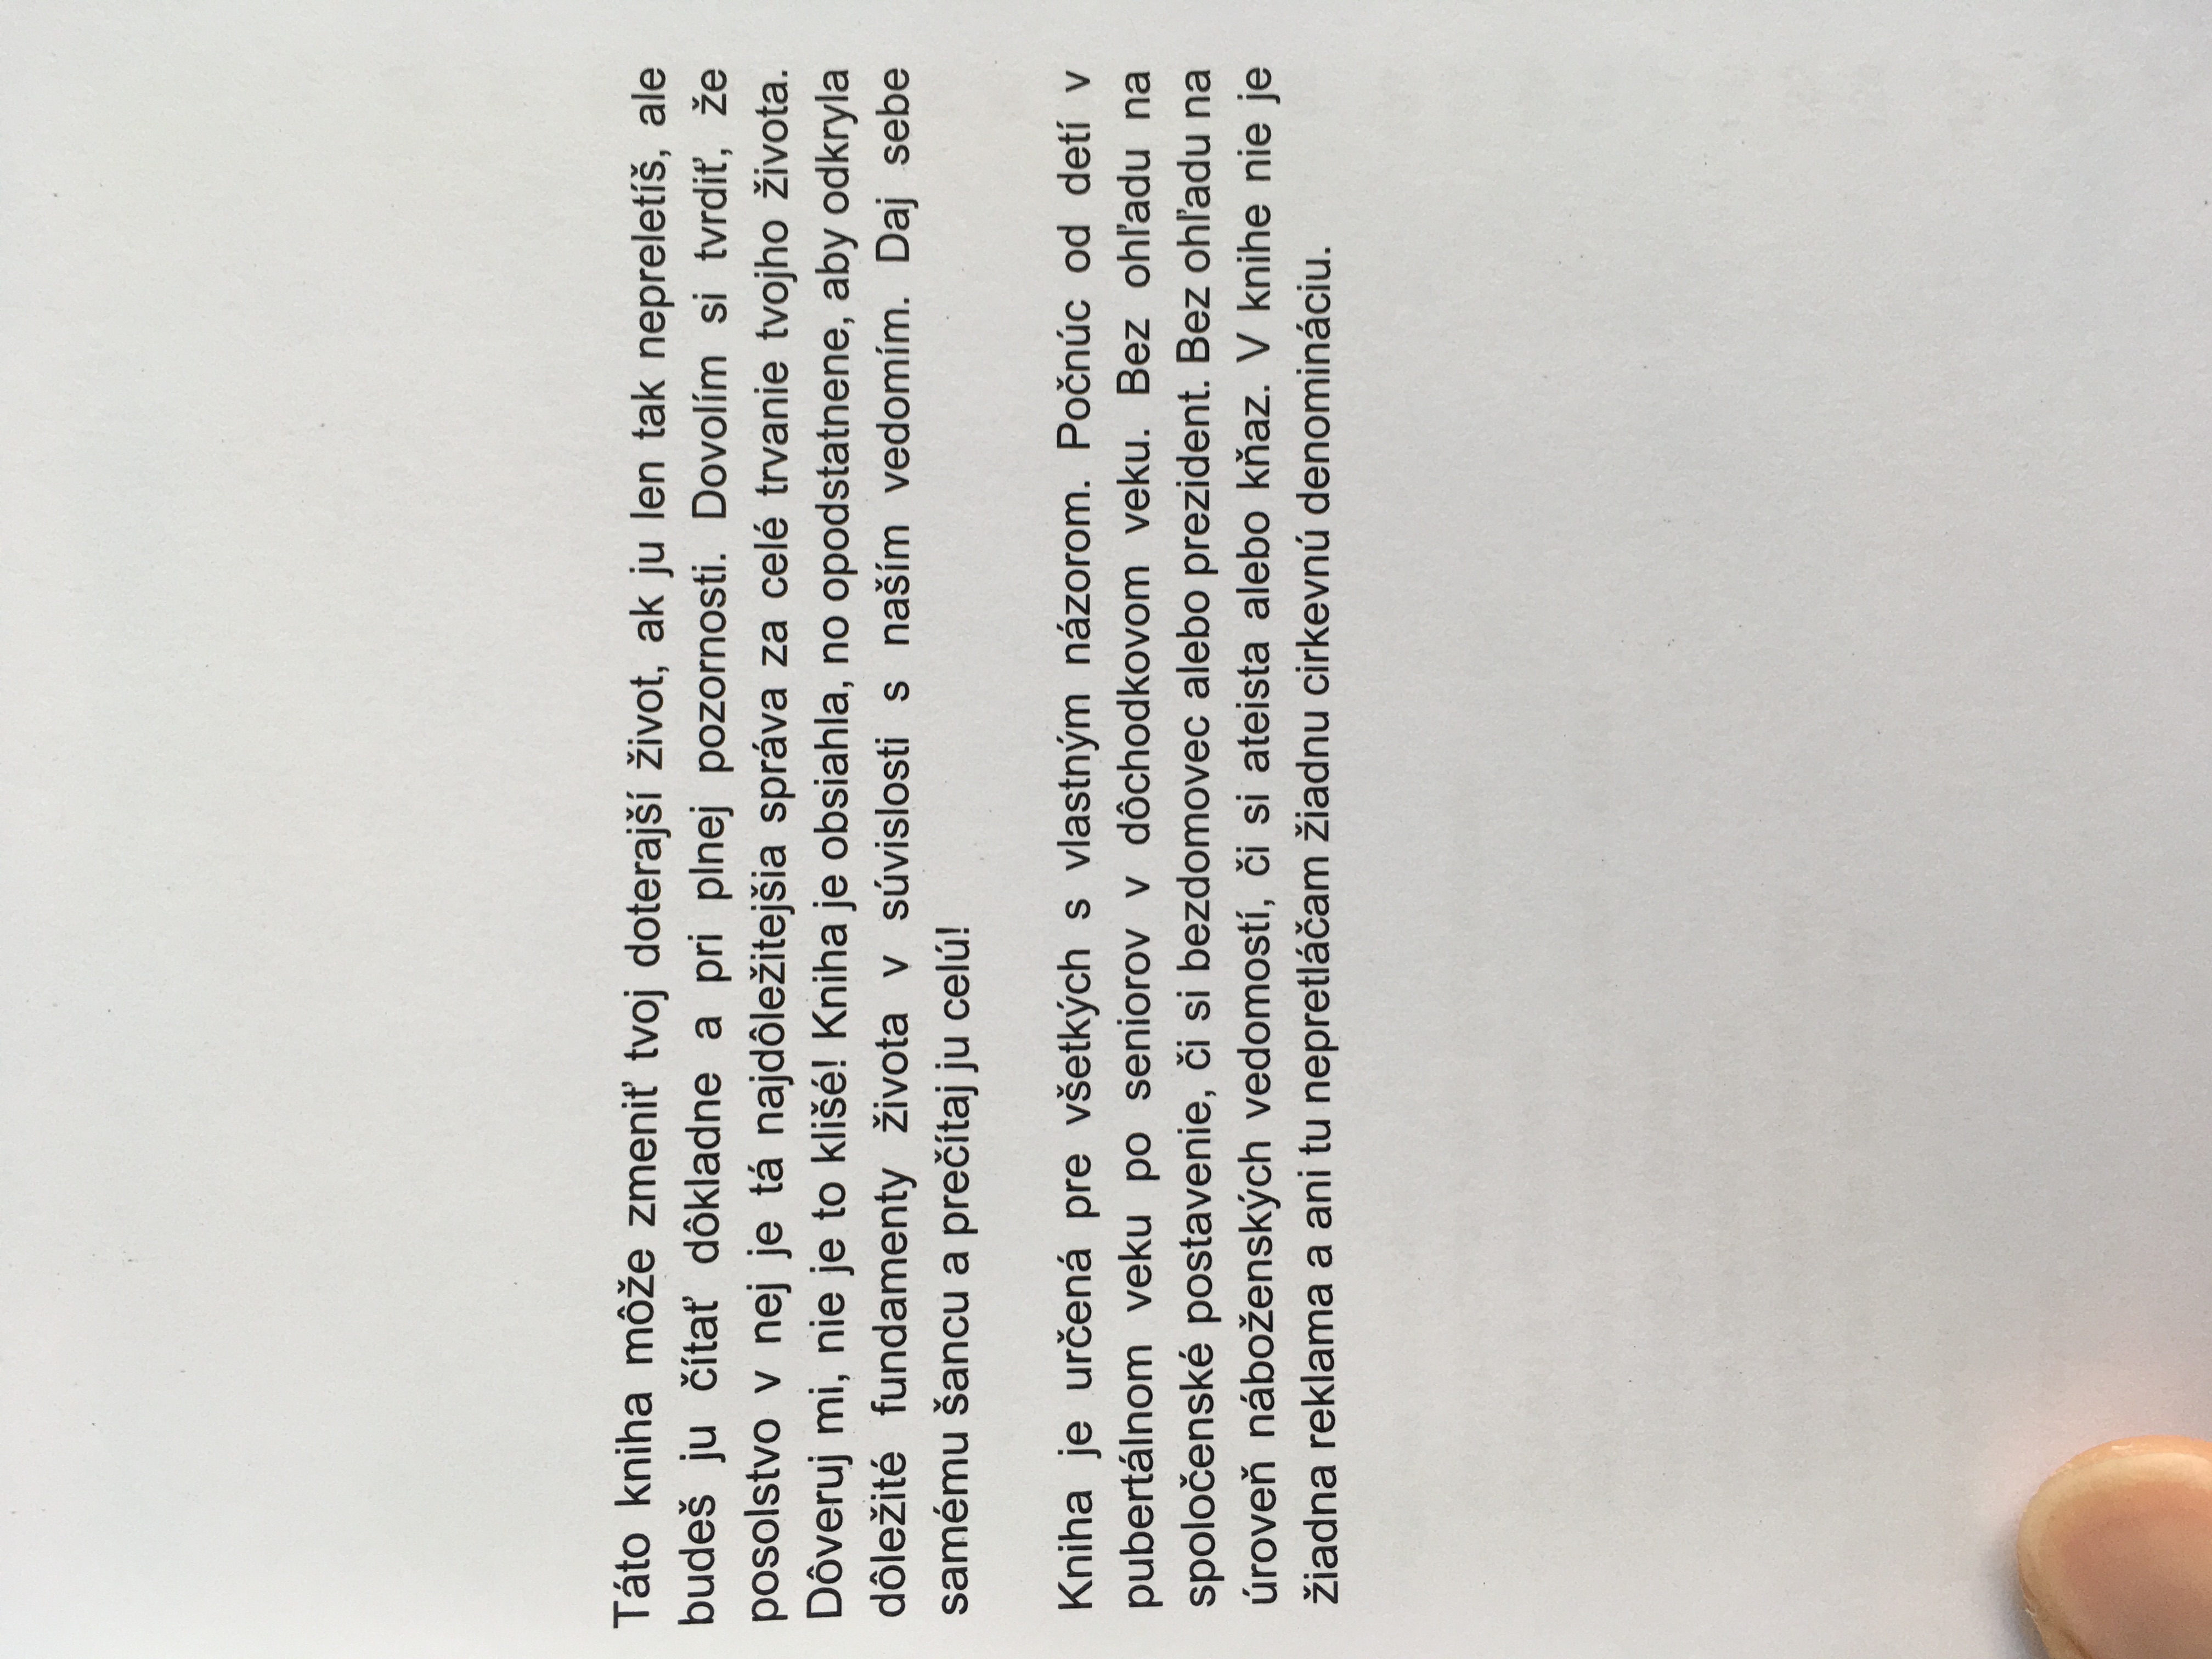 Táto kniha môže zmeniť tvoj doterajší život, ak ju len tak nepreletíš, ale
budeš ju čítať dôkladne a pri plnej pozornosti. Dovolím si tvrdiť, že
posolstvo v nej je tá najdôležitejšia správa za celé trvanie tvojho života.
Dôveruj mi, nie je to klišé! Kniha je obsiahla, no opodstatnene, aby odkryla
dôležité fundamenty života v súvislosti s naším vedomím. Daj sebe
samému šancu a prečítaj ju celú!
Kniha je určená pre všetkých s vlastným názorom. Počnúc od detí v
pubertálnom veku po seniorov v dôchodkovom veku. Bez ohľadu na
spoločenské postavenie, či si bezdomovec alebo prezident. Bez ohľadu na
úroveň náboženských vedomostí, či si ateista alebo kňaz. V knihe nie je
žiadna reklama a ani tu nepretláčam žiadnu cirkevnú denomináciu.